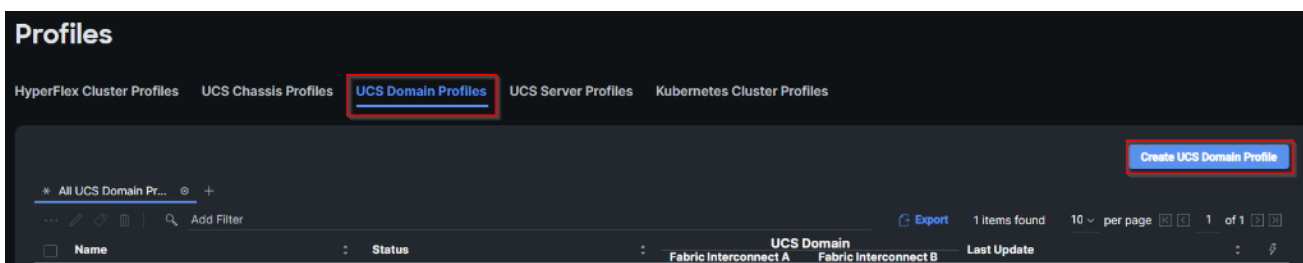 Profiles
HyperFlex Cluster Profiles UCS Chassis Profiles UCS Domain Profiles UCS Server Profiles Kubernetes Cluster Profiles
Create UCS Domain Profile
All UCS Domain Pr...
Add Filter Export 1 items found 10 per page 1 of 1
UCS Domain
Name Status Fabric Interconnect A Fabric Interconnect B Last Update